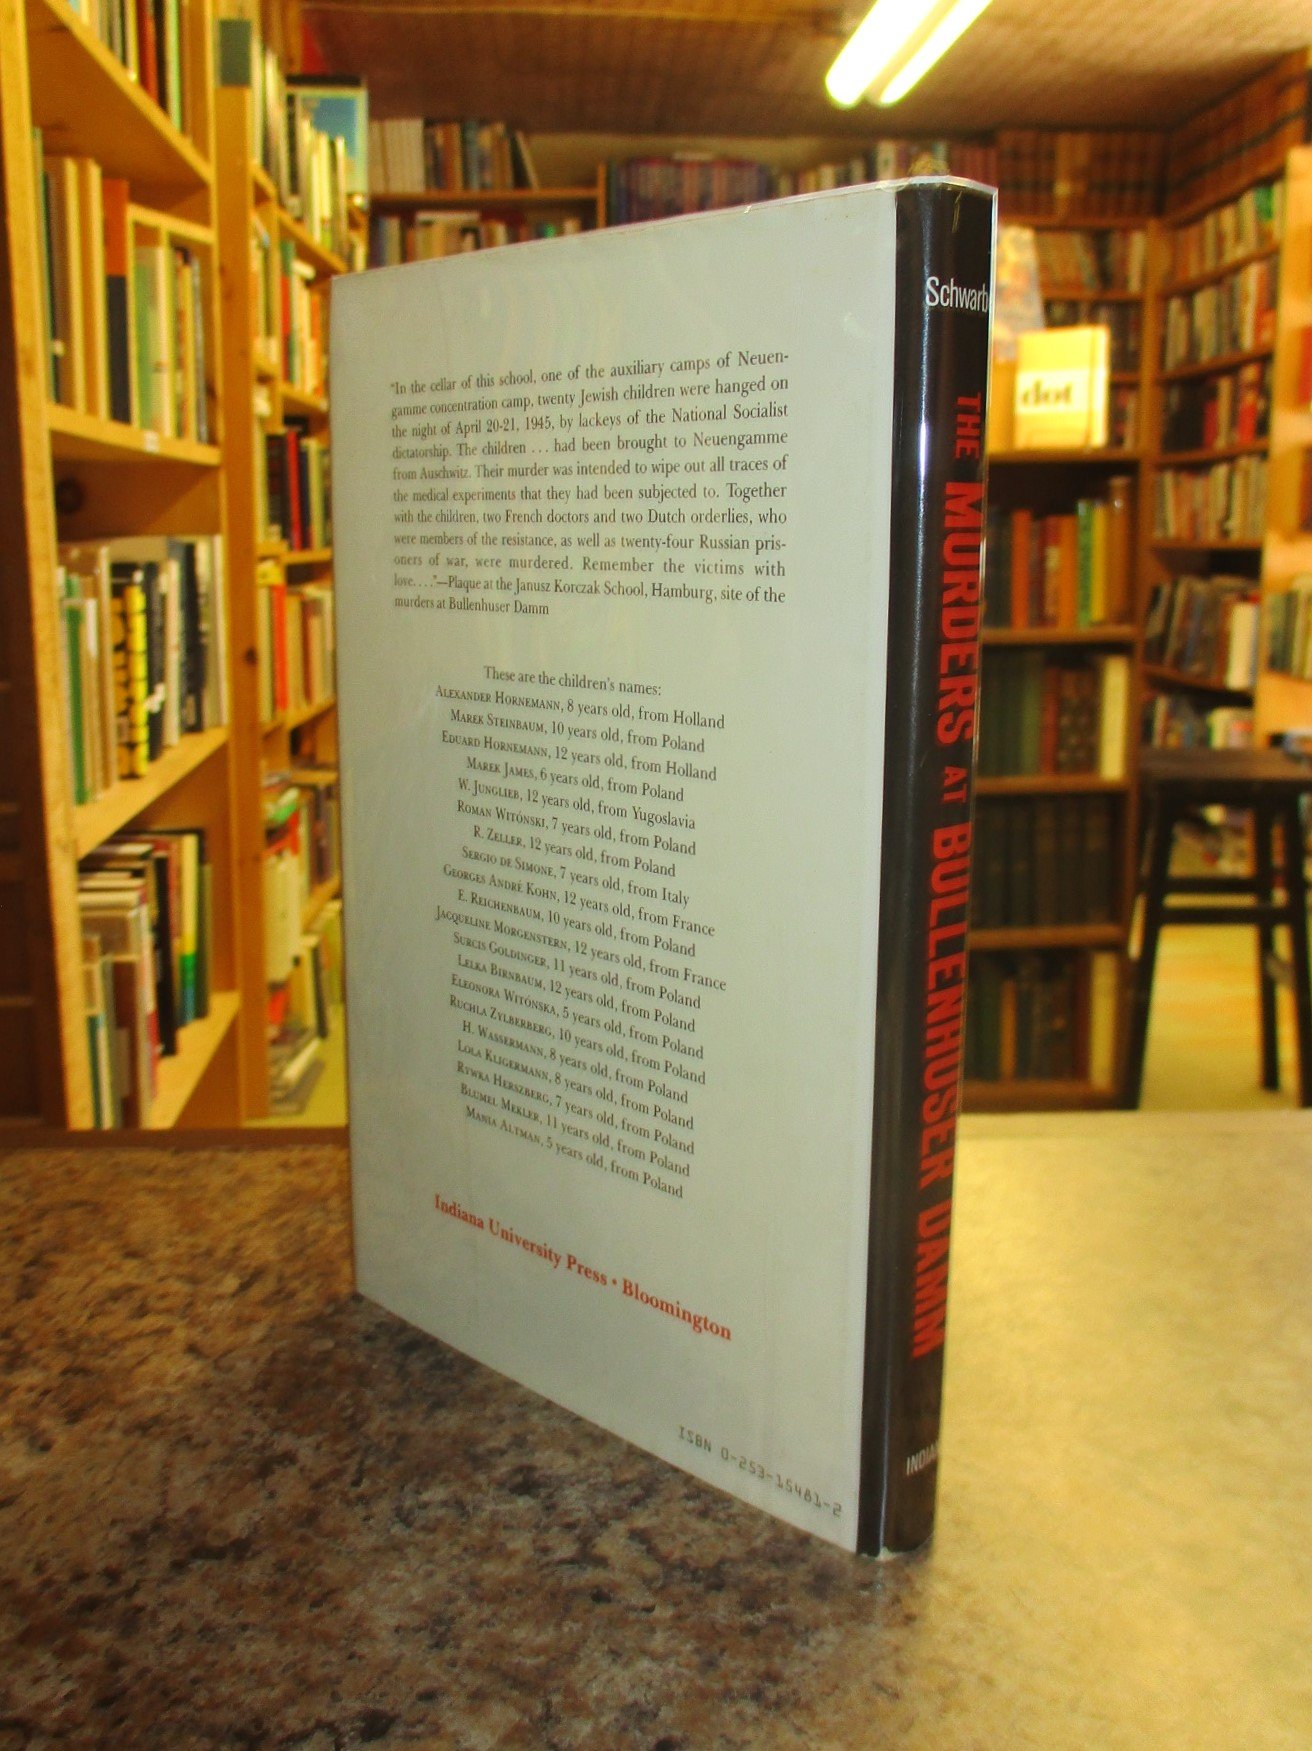 "In the cellar of this school, one of the auxiliary camps of Neuen-
gamme concentration camp, twenty Jewish children were hanged on
the night of April 20-21, 1945, by lackeys of the National Socialist
dictatorship. The children . . . had been brought to Neuengamme
from Auschwitz. Their murder was intended to wipe out all traces of
the medical experiments that they had been subjected to. Together
with the children, two French doctors and two Dutch orderlies, who
were members of the resistance, as well as twenty-four Russian pris-
oners of war, were murdered. Remember the victims with
love. . . ."—Plaque at the Janusz Korczak School, Hamburg, site of the
murders at Bullenhuser Damm
These are the children's names:
ALEXANDER HORNEMANN, 8 years old, from Holland
MAREK STEINBAUM, 10 years old, from Poland
EDUARD HORNEMANN, 12 years old, from Holland
MAREK JAMES, 6 years old, from Poland
W. JUNGLIEB, 12 years old, from Yugoslavia
ROMAN WITÓNSKI, 7 years old, from Poland
R. ZELLER, 12 years old, from Poland
SERGIO DE SIMONE, 7 years old, from Italy
GEORGES ANDRÉ KOHN, 12 years old, from France
E. REICHENBAUM, 10 years old, from Poland
JACQUELINE MORGENSTERN, 12 years old, from France
SURCIS GOLDINGER, 11 years old, from Poland
LELKA BIRNBAUM, 12 years old, from Poland
ELEONORA WITÓNSKA, 5 years old, from Poland
RUCHLA ZYLBERBERG, 10 years old, from Poland
H. WASSERMANN, 8 years old, from Poland
LOLA KLIGERMANN, 8 years old, from Poland
RYWKA HERSZBERG, 7 years old, from Poland
BLUMEL MEKLER, 11 years old, from Poland
MANIA ALTMAN, 5 years old, from Poland
Indiana University Press • Bloomington
ISBN 0-253-15481-2
Schwarb
THE MURDERS AT BULLENHUSER DAMM
INDIAN
dot